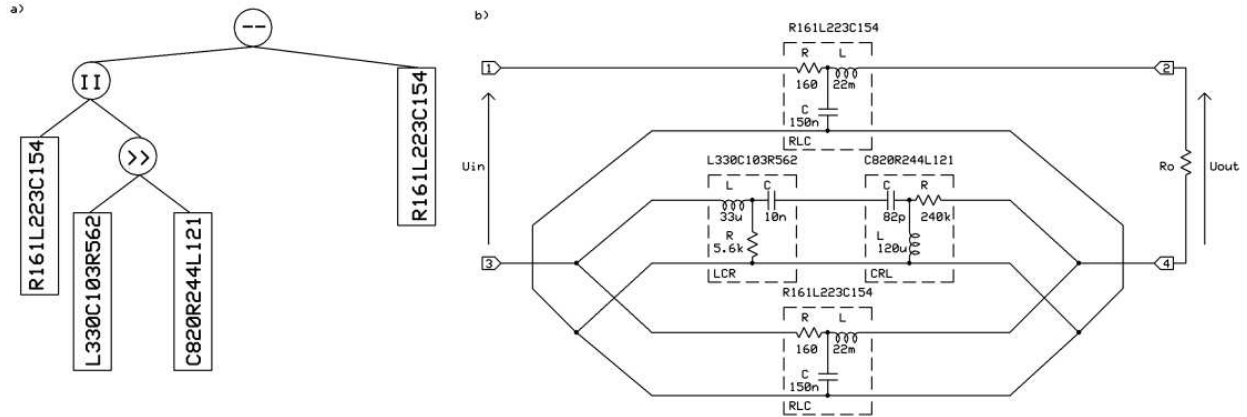 a)
--
II
>>
R161L223C154
L330C103R562
C820R244L121
R161L223C154
b)
R161L223C154
R L
1
160 22m
2
C
150n
RLC
Uin
Ro
Uout
L330C103R562 C820R244L121
L C C R
33u 10n 82p 240k
R L
5.6k 120u
3
4
LCR CRL
R161L223C154
R L
160 22m
C
150n
RLC